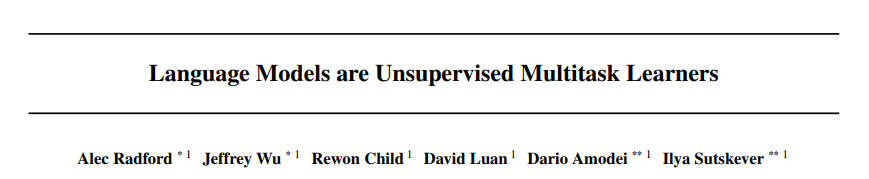 Language Models are Unsupervised Multitask Learners
Alec Radford * 1 Jeffrey Wu * 1 Rewon Child 1 David Luan 1 Dario Amodei ** 1 Ilya Sutskever ** 1